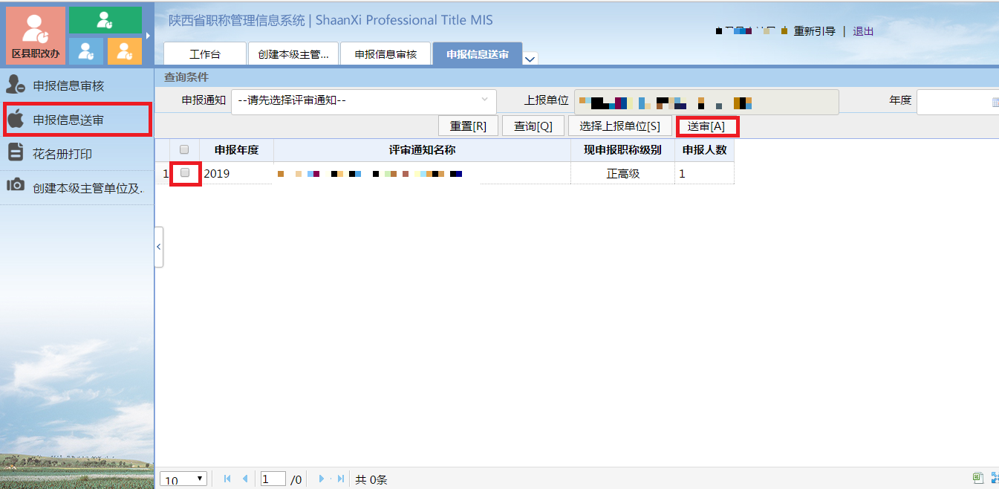 陕西省职称管理信息系统 | ShaanXi Professional Title MIS
重新引导 | 退出
区县职改办
工作台 创建本级主管... 申报信息审核 申报信息送审
申报信息审核
申报信息送审
花名册打印
创建本级主管单位及.
查询条件
申报通知 --请先选择评审通知-- 上报单位 年度
重置[R] 查询[Q] 选择上报单位[S] 送审[A]
申报年度 评审通知名称 现申报职称级别 申报人数
1 2019 正高级 1
10 1 /0 共 0条